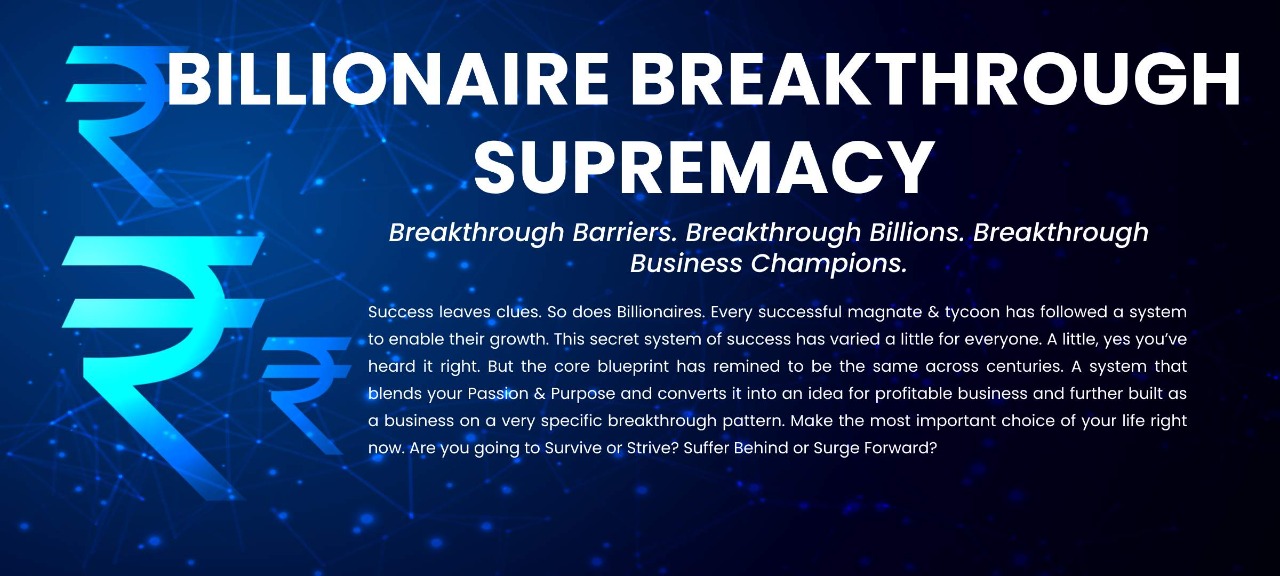 BILLIONAIRE BREAKTHROUGH
SUPREMACY
Breakthrough Barriers. Breakthrough Billions. Breakthrough
Business Champions.
Success leaves clues. So does Billionaires. Every successful magnate & tycoon has followed a system
to enable their growth. This secret system of success has varied a little for everyone. A little, yes you’ve
heard it right. But the core blueprint has remined to be the same across centuries. A system that
blends your Passion & Purpose and converts it into an idea for profitable business and further built as
a business on a very specific breakthrough pattern. Make the most important choice of your life right
now. Are you going to Survive or Strive? Suffer Behind or Surge Forward?